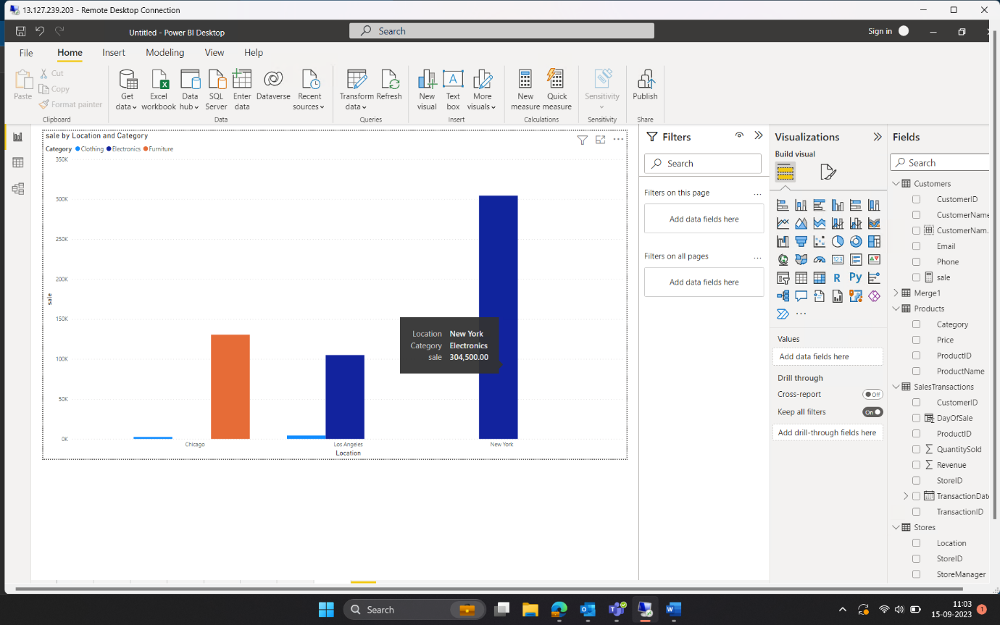 13.127.239.203 - Remote Desktop Connection
Untitled - Power BI Desktop
Search
Sign in
File
Home
Insert
Modeling
View
Help
Paste
Cut
Copy
Format painter
Clipboard
Get data
Excel workbook
Data hub
SQL Server
Enter data
Dataverse
Recent sources
Data
Transform data
Refresh
Queries
New visual
Text box
More visuals
Insert
New measure
Quick measure
Calculations
Sensitivity
Sensitivity
Publish
Share
sale by Location and Category
Category Clothing Electronics Furniture
350K
300K
250K
200K
150K
100K
50K
0K
sale
Chicago
Los Angeles
New York
Location
Location New York
Category Electronics
sale 304,500.00
Filters
Search
Filters on this page ...
Add data fields here
Filters on all pages ...
Add data fields here
Visualizations
Build visual
123
R
Py
...
Values
Add data fields here
Drill through
Cross-report Off
Keep all filters On
Add drill-through fields here
Fields
Search
Customers
CustomerID
CustomerName
CustomerNam...
Email
Phone
sale
Merge1
Products
Category
Price
ProductID
ProductName
SalesTransactions
CustomerID
DayOfSale
ProductID
∑ QuantitySold
∑ Revenue
StoreID
TransactionDate
TransactionID
Stores
Location
StoreID
StoreManager
Search
11:03
15-09-2023
1